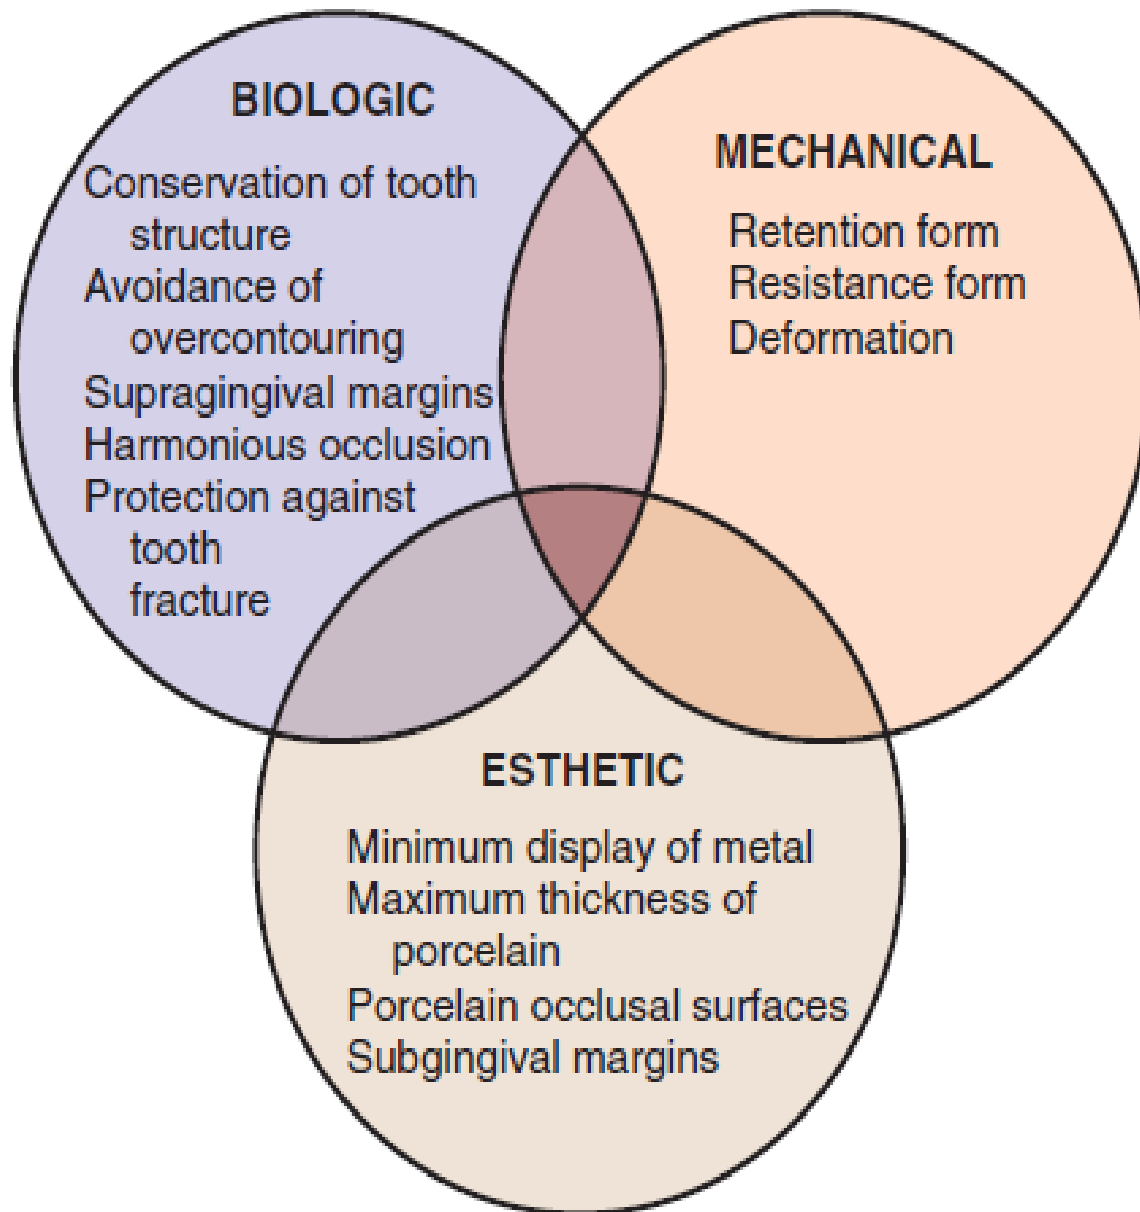 BIOLOGIC
Conservation of tooth
structure
Avoidance of
overcontouring
Supragingival margins
Harmonious occlusion
Protection against
tooth
fracture
MECHANICAL
Retention form
Resistance form
Deformation
ESTHETIC
Minimum display of metal
Maximum thickness of
porcelain
Porcelain occlusal surfaces
Subgingival margins